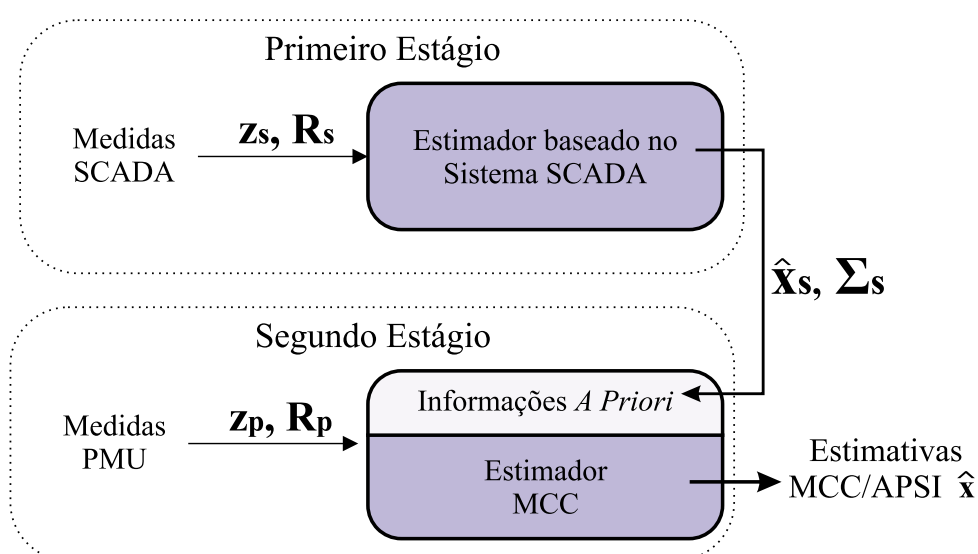 Primeiro Estágio
Medidas
SCADA
zs, Rs
Estimador baseado no
Sistema SCADA
x̂s, Σs
Segundo Estágio
Medidas
PMU
zp, Rp
Informações A Priori
Estimador
MCC
Estimativas
MCC/APSI x̂